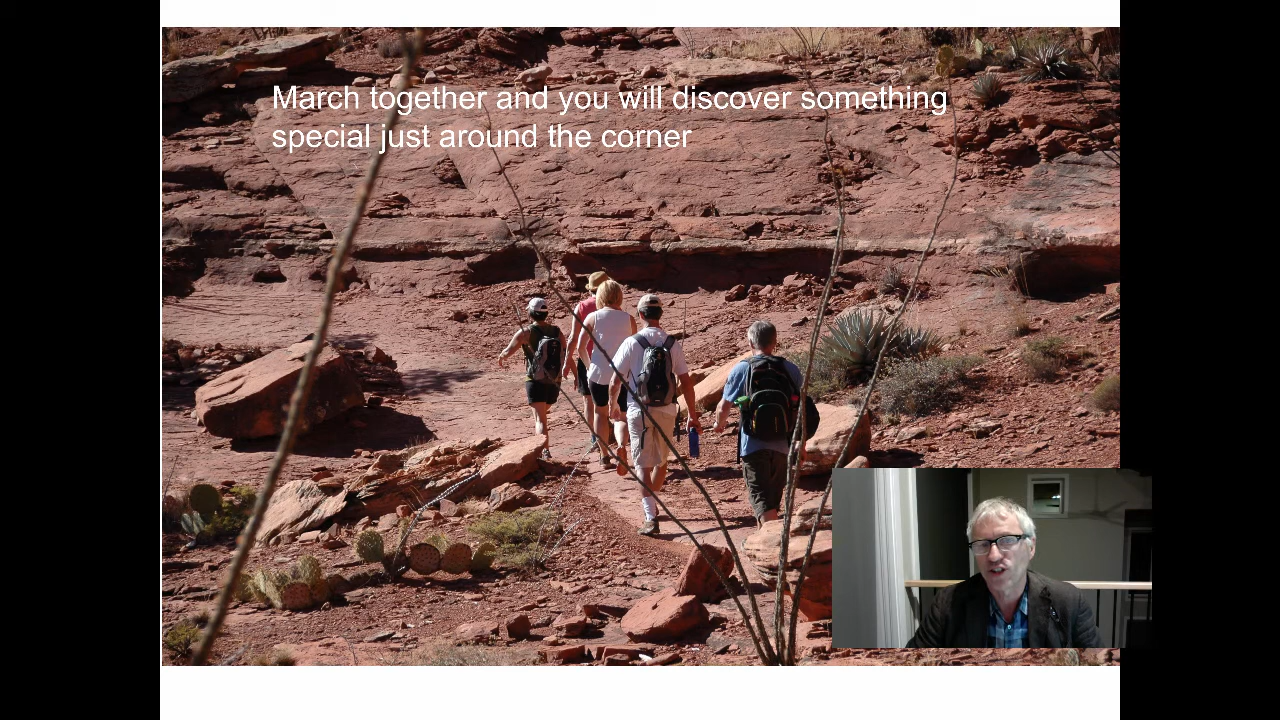 March together and you will discover something
special just around the corner